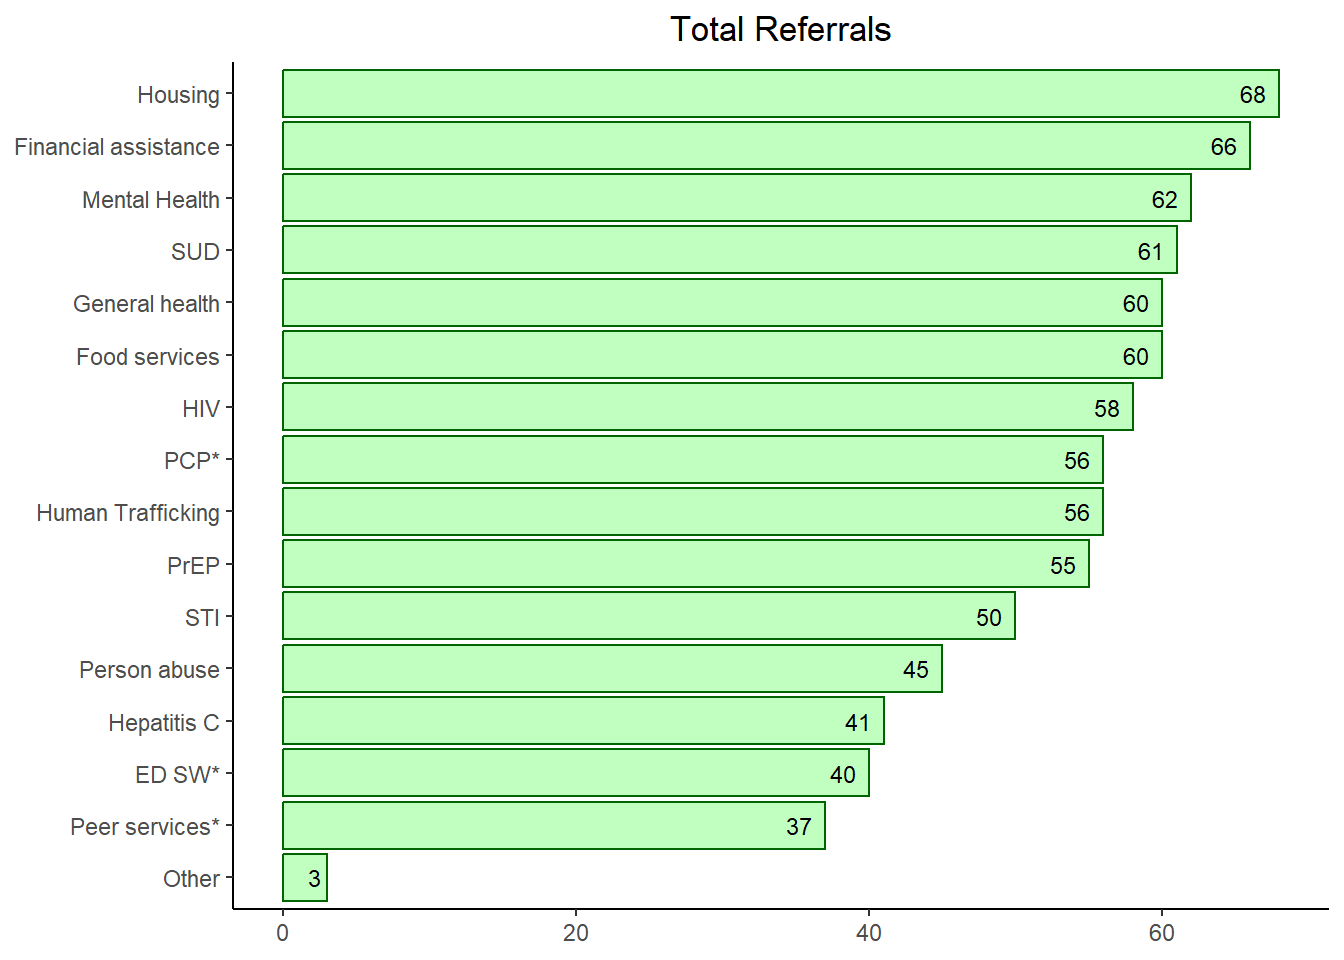 Total Referrals
Housing 68
Financial assistance 66
Mental Health 62
SUD 61
General health 60
Food services 60
HIV 58
PCP* 56
Human Trafficking 56
PrEP 55
STI 50
Person abuse 45
Hepatitis C 41
ED SW* 40
Peer services* 37
Other 3
0 20 40 60